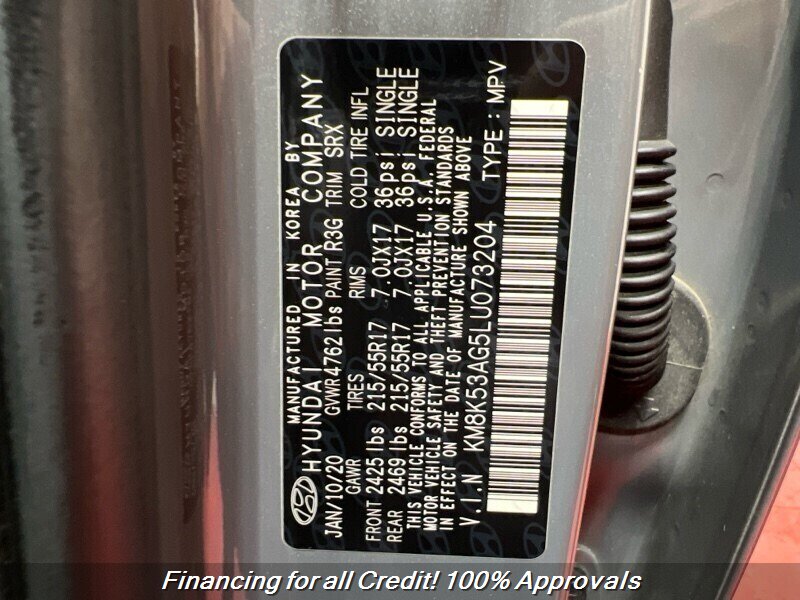 MANUFACTURED IN KOREA BY
HYUNDAI MOTOR COMPANY
JAN/10/20 GVWR 4762 lbs PAINT R3G TRIM SRX
GAWR TIRES RIMS COLD TIRE INFL
FRONT 2425 lbs 215/55R17 7.0JX17 36psi SINGLE
REAR 2469 lbs 215/55R17 7.0JX17 36psi SINGLE
THIS VEHICLE CONFORMS TO ALL APPLICABLE U.S.A. FEDERAL
MOTOR VEHICLE SAFETY AND THEFT PREVENTION STANDARDS
IN EFFECT ON THE DATE OF MANUFACTURE SHOWN ABOVE
V.I.N KM8K53AG5LU073204 TYPE : MPV
Financing for all Credit! 100% Approvals